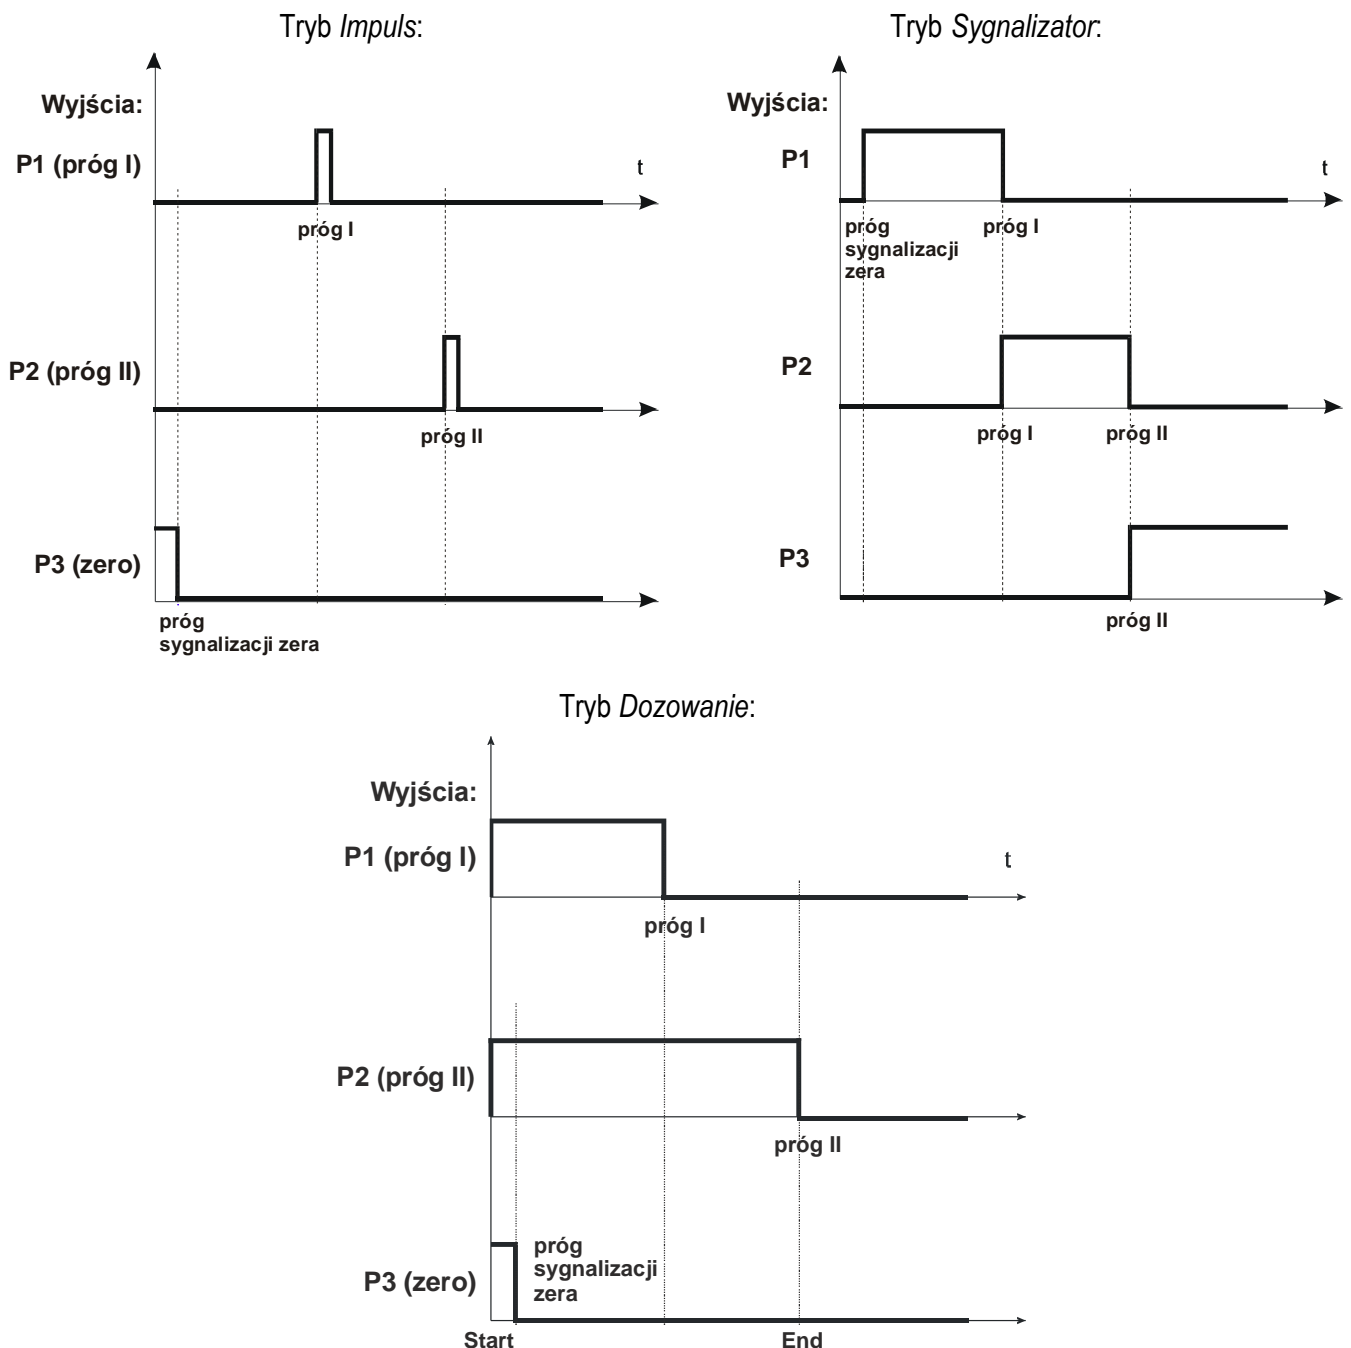 Tryb Impuls:
Wyjścia:
P1 (próg I)
t
próg I
P2 (próg II)
próg II
P3 (zero)
próg
sygnalizacji zera
Tryb Sygnalizator:
Wyjścia:
P1
t
próg
sygnalizacji
zera
próg I
P2
próg I
próg II
P3
próg II
Tryb Dozowanie:
Wyjścia:
P1 (próg I)
t
próg I
P2 (próg II)
próg II
P3 (zero)
próg
sygnalizacji
zera
Start
End